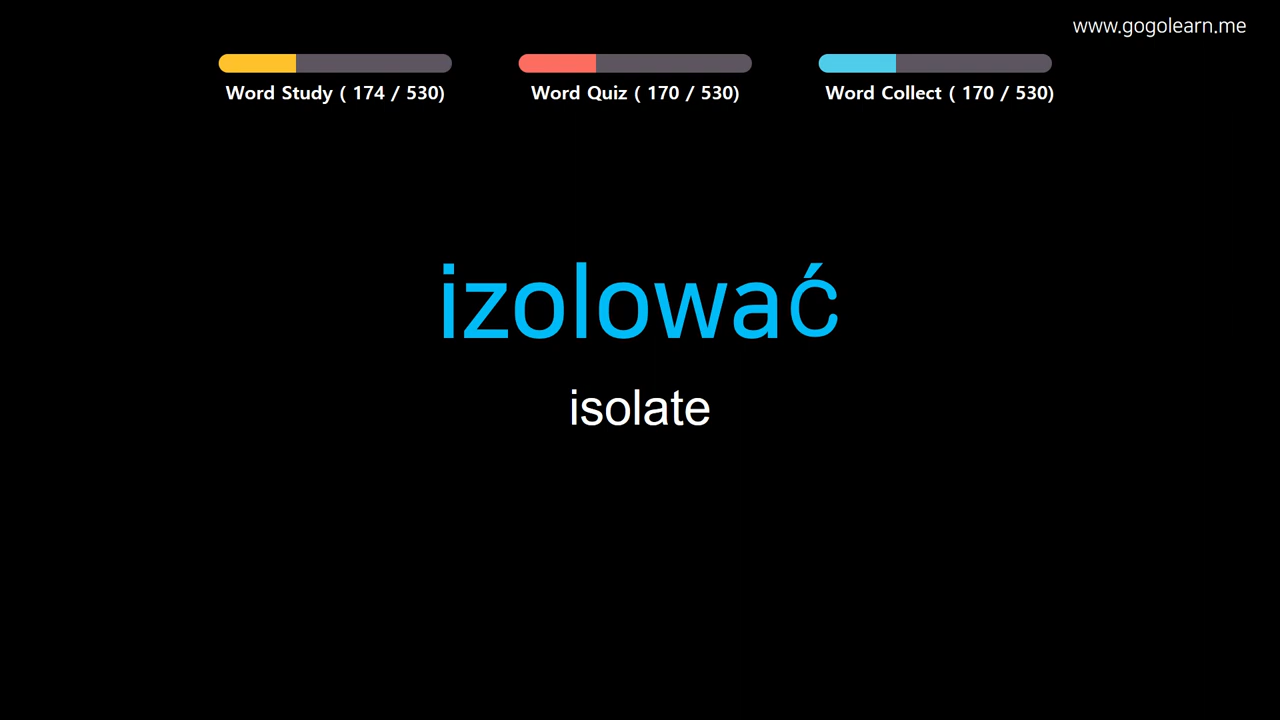 www.gogolearn.me
Word Study ( 174 / 530)
Word Quiz ( 170 / 530)
Word Collect ( 170 / 530)
izolować
isolate